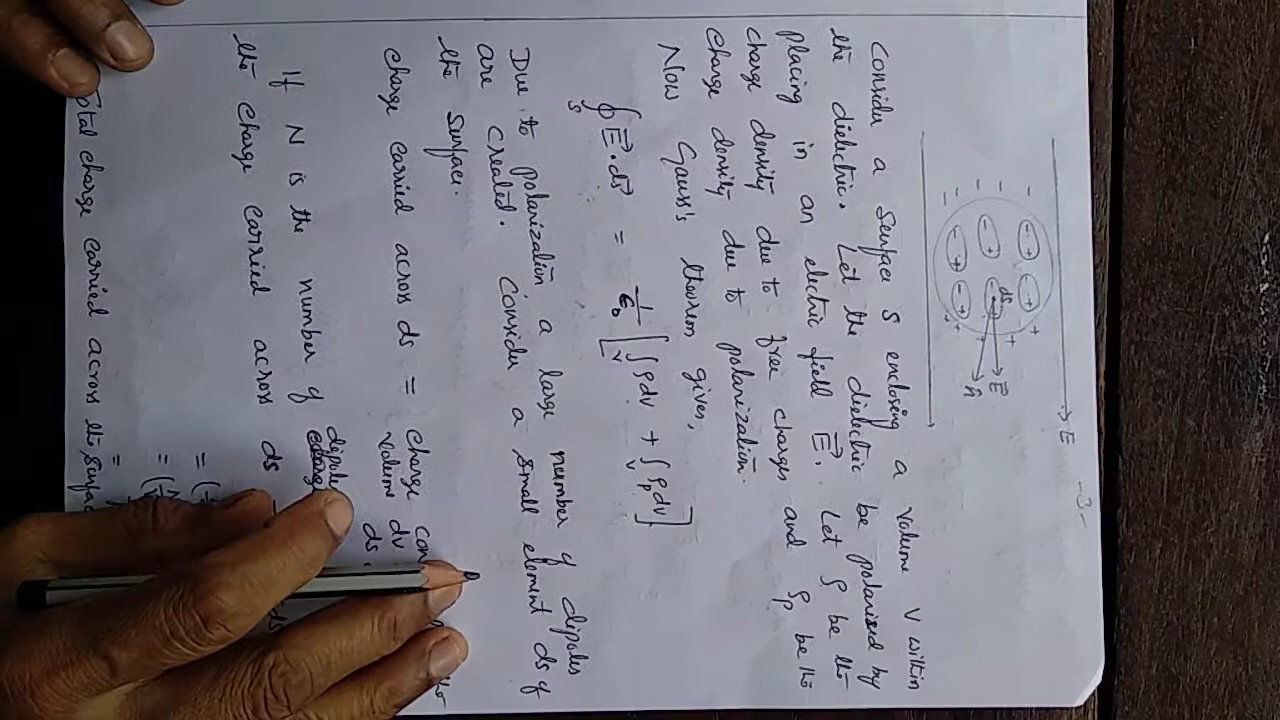 -3-
E
- - - - -
- + - + - +
- + - + - +
ds
+ + + +
E⃗
n̂
Consider a surface S enclosing a volume V within
the dielectric. Let the dielectric be polarized by
placing in an electric field E⃗. Let ρ be the
charge density due to free charges and ρp be the
charge density due to polarization.
Now Gauss's theorem gives,
∮s E⃗ · ds⃗ = 1/ε₀ [∫v ρdv + ∫v ρp dv]
Due to polarization a large number of dipoles
are created. Consider a small element ds of
the surface.
charge carried across ds = charge
volume dv
ds.
If N is the number of dipole
the charge carried across ds =
=
=
Total charge carried across the surface =